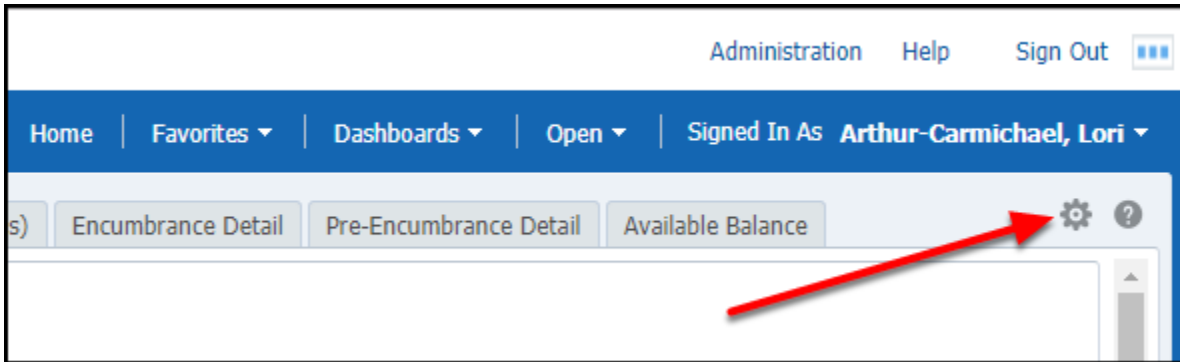 Administration Help Sign Out
Home Favorites Dashboards Open Signed In As Arthur-Carmichael, Lori
s) Encumbrance Detail Pre-Encumbrance Detail Available Balance ?